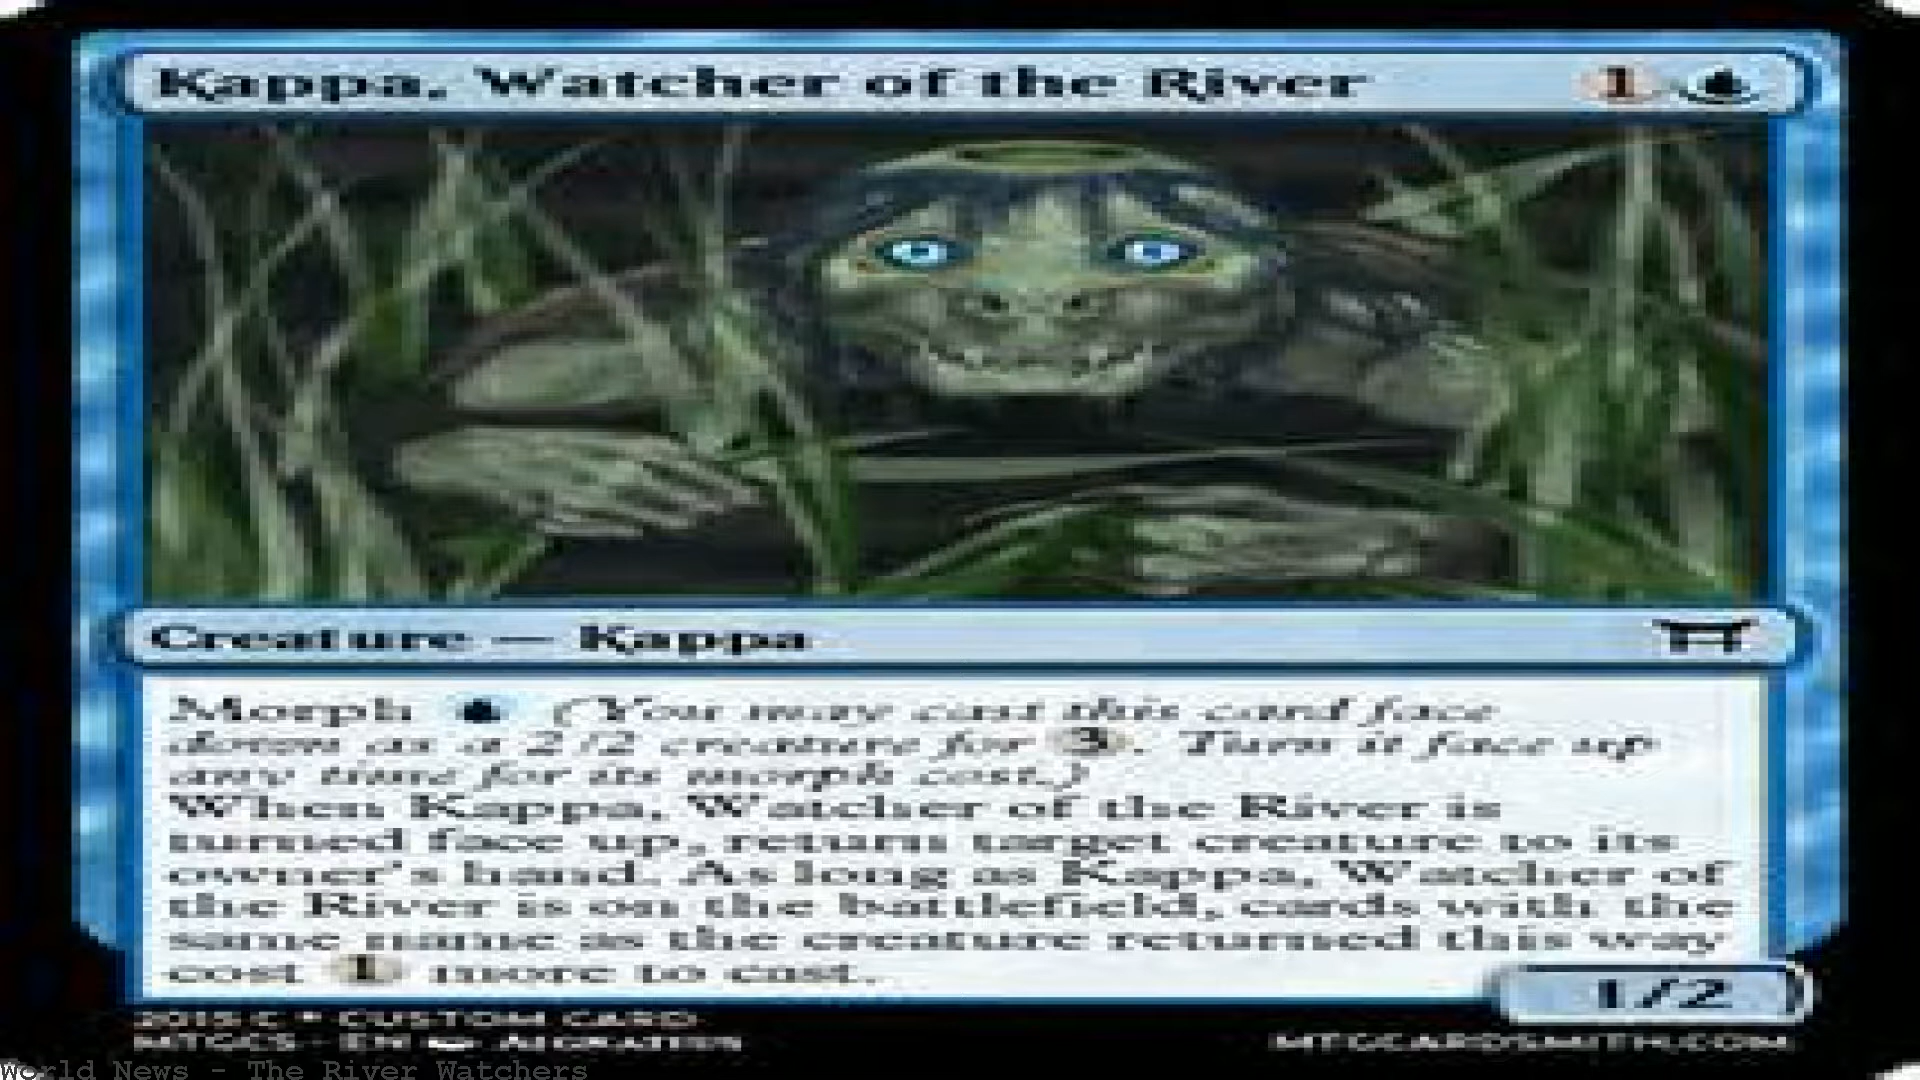 Kappa, Watcher of the River 1
Creature — Kappa
Morph (You may cast this card face
down as a 2/2 creature for 3. Turn it face up
any time for its morph cost.)
When Kappa, Watcher of the River is
turned face up, return target creature to its
owner's hand. As long as Kappa, Watcher of
the River is on the battlefield, cards with the
same name as the creature returned this way
cost 1 more to cast.
1/2
CUSTOM CARD
MTGCS · EN
MTGCARDSMITH.COM
World News - The River Watchers